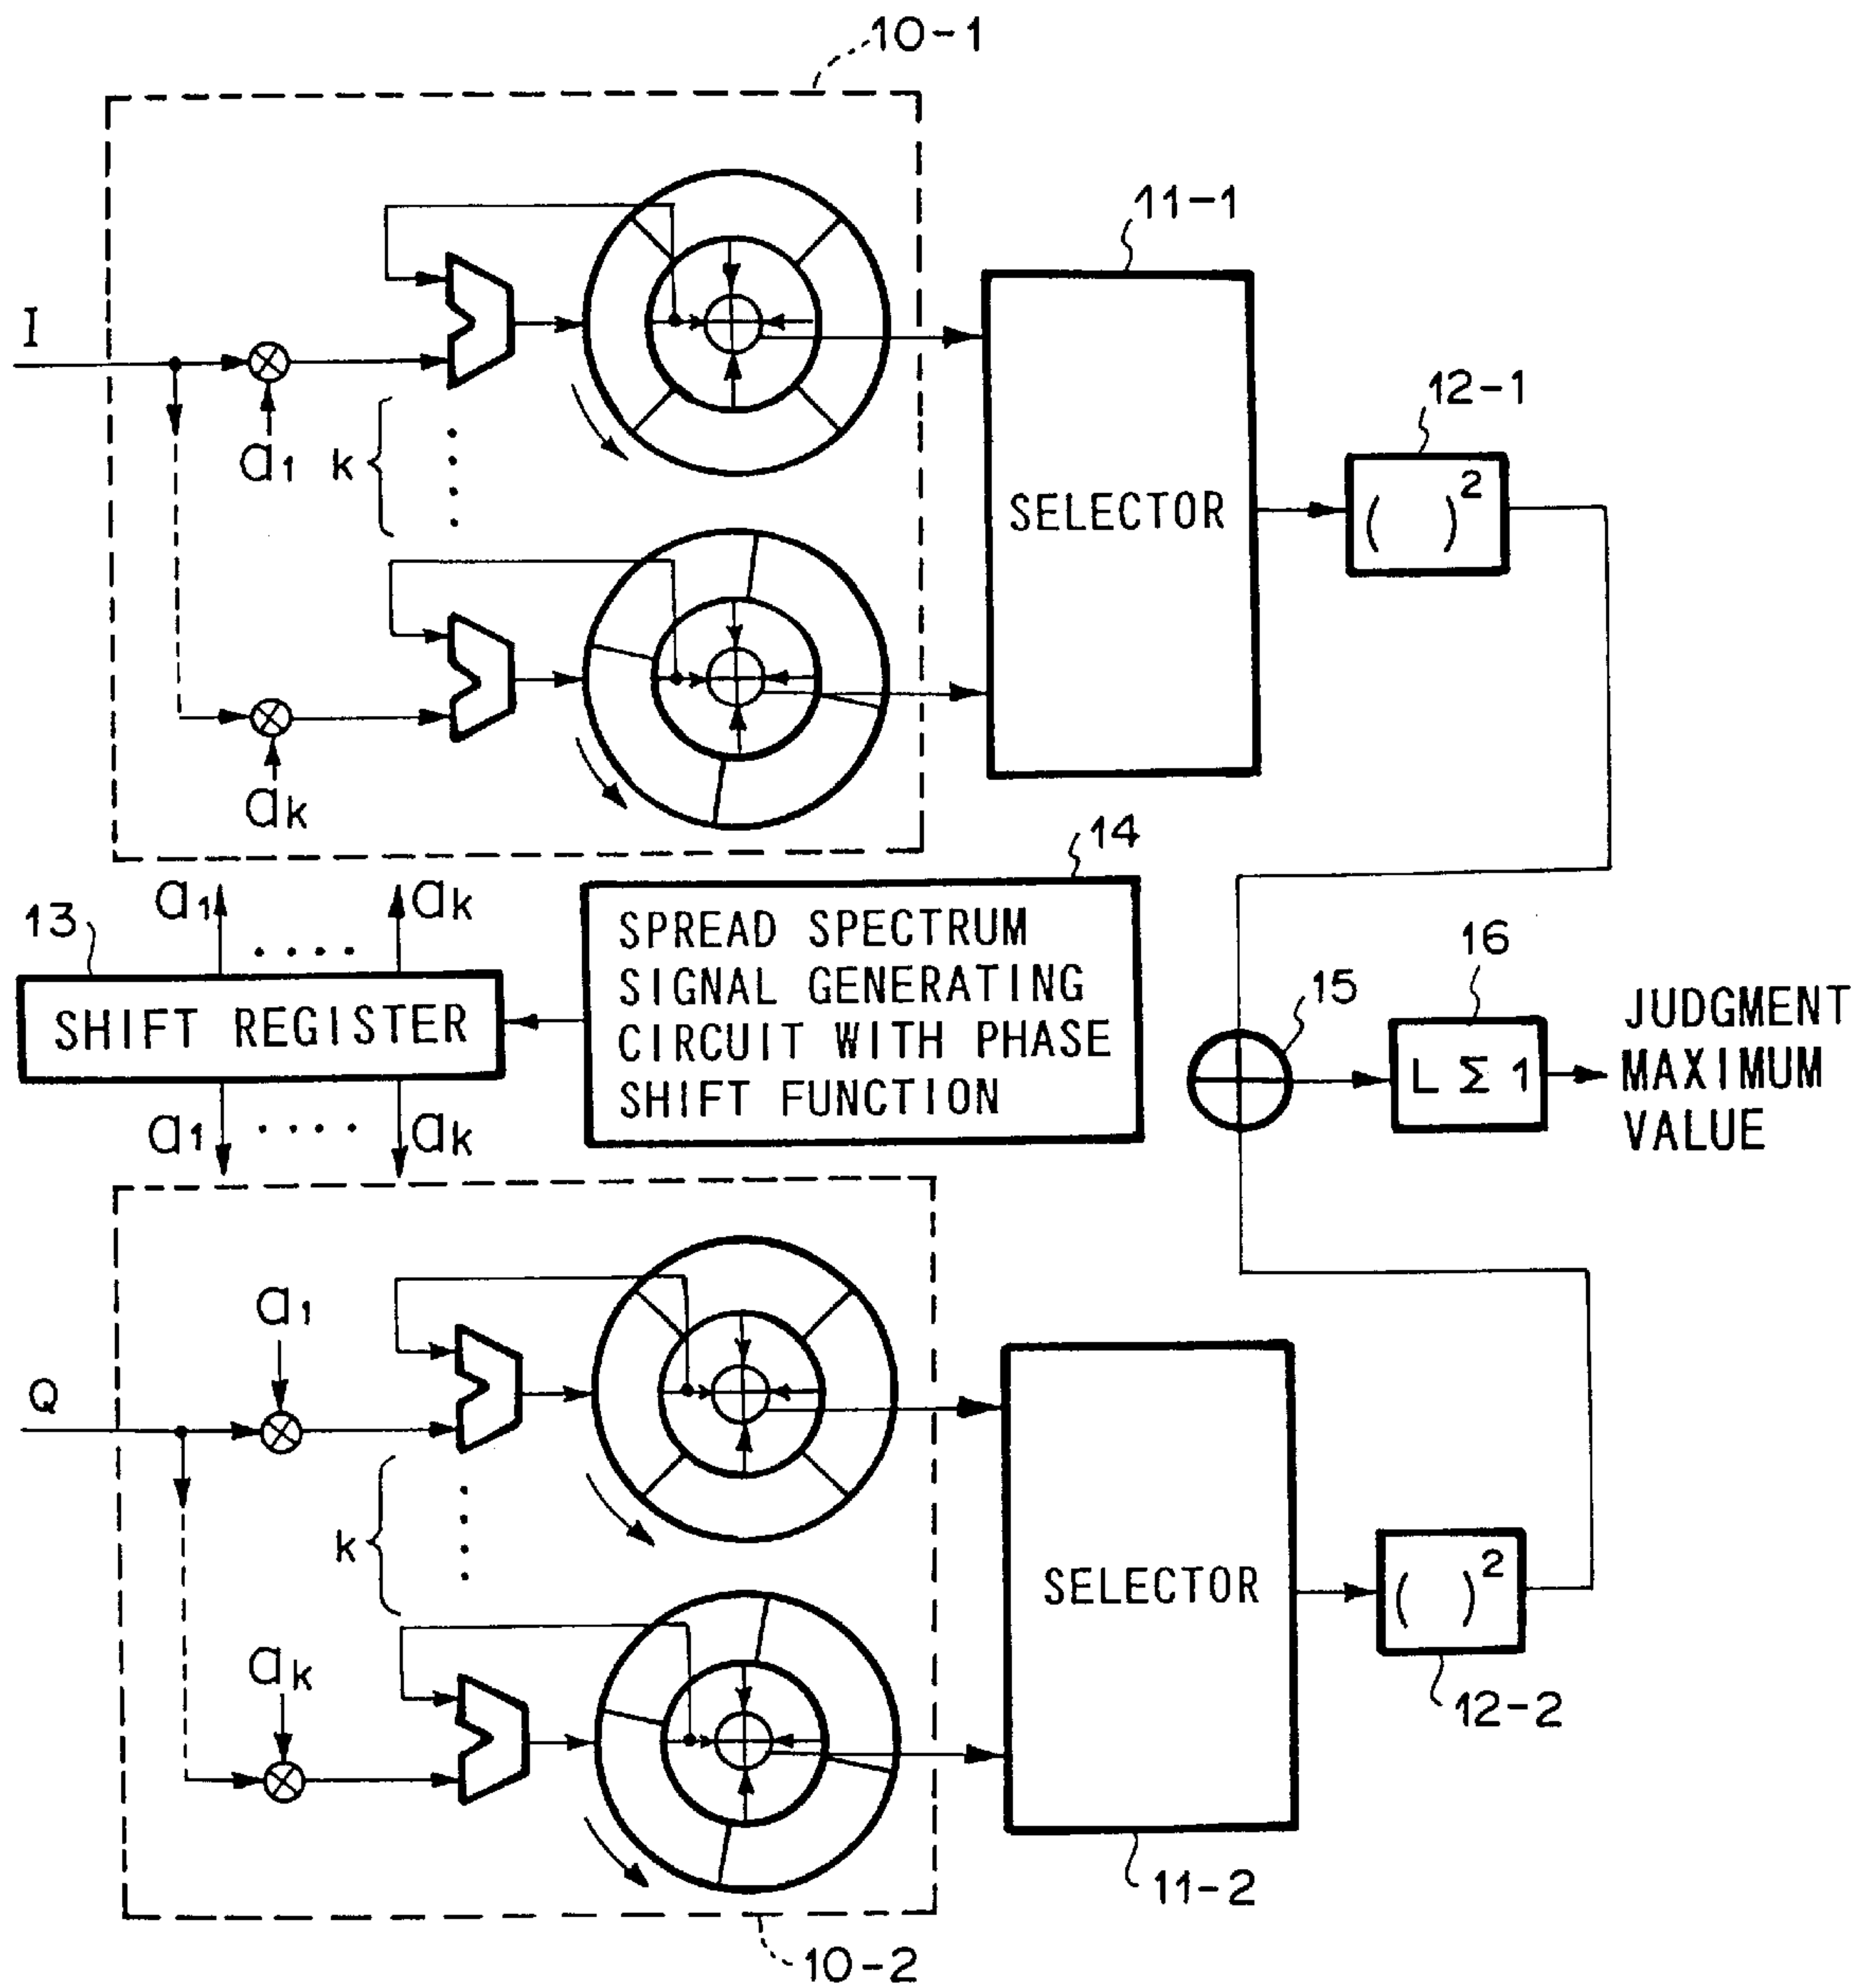 10-1
11-1
I
12-1
a1
k
SELECTOR
( )2
ak
14
13
a1
ak
SPREAD SPECTRUM
SIGNAL GENERATING
CIRCUIT WITH PHASE
SHIFT FUNCTION
SHIFT REGISTER
15
16
L Σ 1
JUDGMENT
MAXIMUM
VALUE
a1
ak
a1
Q
k
SELECTOR
( )2
ak
12-2
11-2
10-2